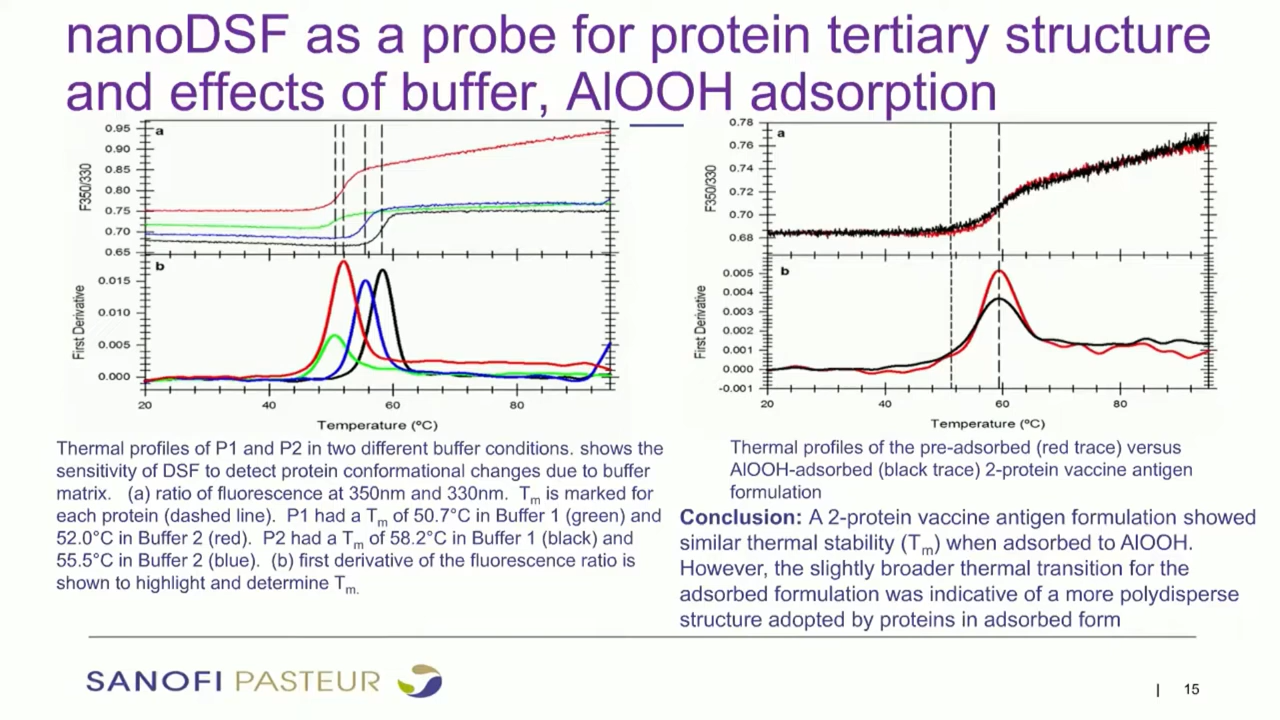 nanoDSF as a probe for protein tertiary structure
and effects of buffer, AlOOH adsorption
a
0.95
0.90
0.85
0.80
0.75
0.70
0.65
F350/330
b
0.015
0.010
0.005
0.000
First Derivative
20
40
60
80
Temperature (ºC)
a
0.78
0.76
0.74
0.72
0.70
0.68
F350/330
b
0.005
0.004
0.003
0.002
0.001
0.000
-0.001
First Derivative
20
40
60
80
Temperature (ºC)
Thermal profiles of P1 and P2 in two different buffer conditions. shows the
sensitivity of DSF to detect protein conformational changes due to buffer
matrix. (a) ratio of fluorescence at 350nm and 330nm. Tm is marked for
each protein (dashed line). P1 had a Tm of 50.7°C in Buffer 1 (green) and
52.0°C in Buffer 2 (red). P2 had a Tm of 58.2°C in Buffer 1 (black) and
55.5°C in Buffer 2 (blue). (b) first derivative of the fluorescence ratio is
shown to highlight and determine Tm.
Thermal profiles of the pre-adsorbed (red trace) versus
AlOOH-adsorbed (black trace) 2-protein vaccine antigen
formulation
Conclusion: A 2-protein vaccine antigen formulation showed
similar thermal stability (Tm) when adsorbed to AlOOH.
However, the slightly broader thermal transition for the
adsorbed formulation was indicative of a more polydisperse
structure adopted by proteins in adsorbed form
SANOFI PASTEUR
| 15